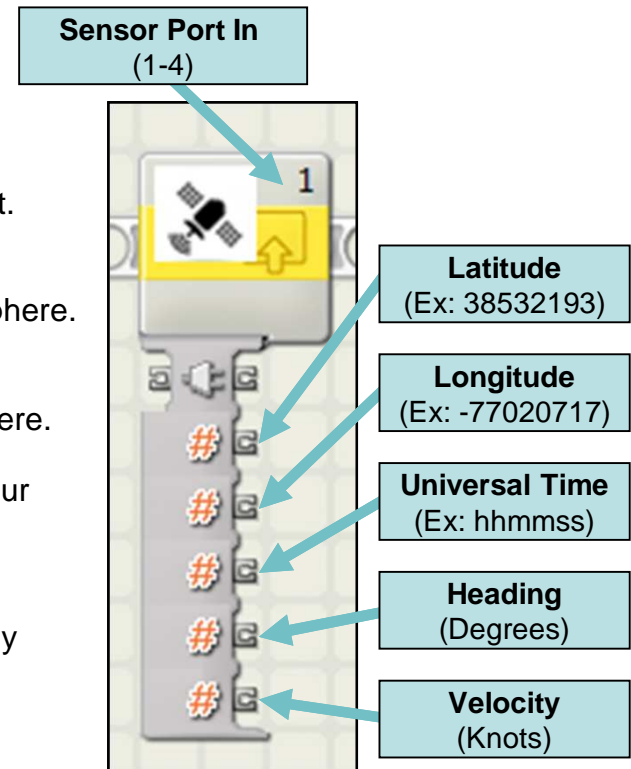 Sensor Port In
(1-4)
1
t.
here.
ere.
ur
y
Latitude
(Ex: 38532193)
Longitude
(Ex: -77020717)
Universal Time
(Ex: hhmmss)
Heading
(Degrees)
Velocity
(Knots)
#
#
#
#
#